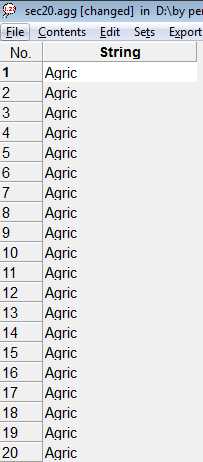 sec20.agg [changed] in D:\by per
File Contents Edit Sets Export
No. String
1 Agric
2 Agric
3 Agric
4 Agric
5 Agric
6 Agric
7 Agric
8 Agric
9 Agric
10 Agric
11 Agric
12 Agric
13 Agric
14 Agric
15 Agric
16 Agric
17 Agric
18 Agric
19 Agric
20 Agric